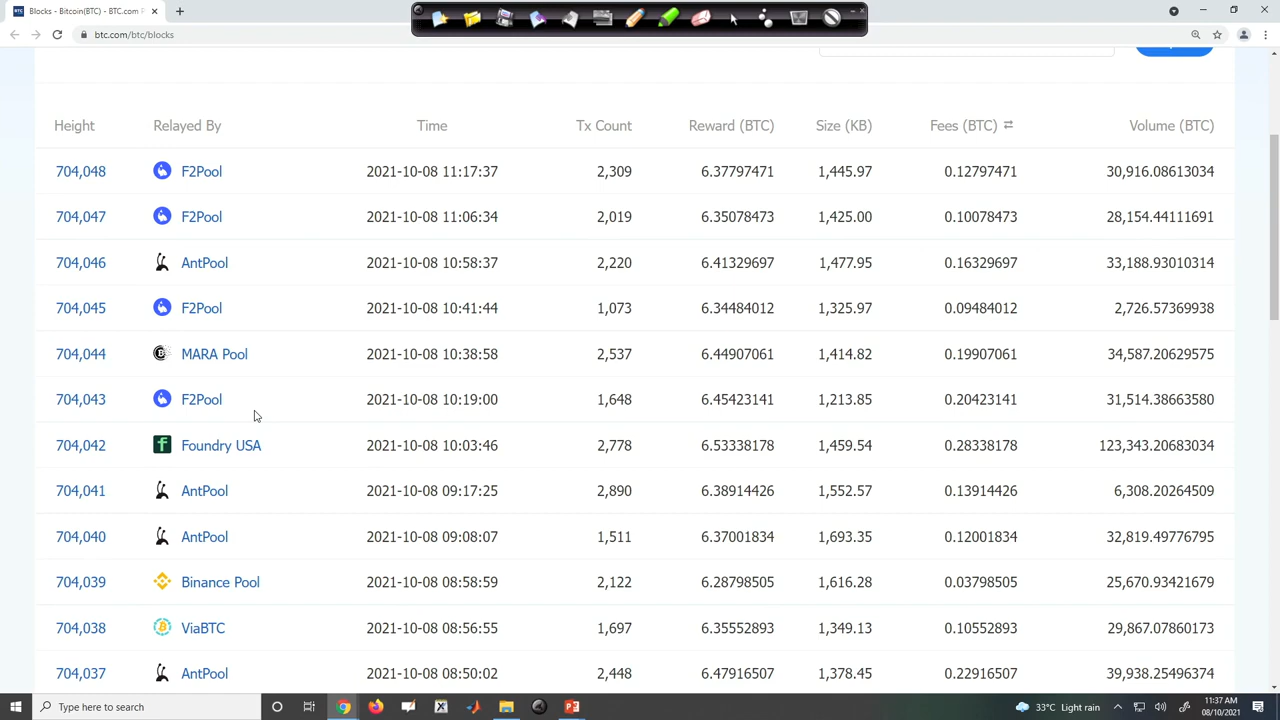 Blocks - Bitcoin(BTC) - BTC.com P
btc.com/btc/blocks
Height Relayed By Time Tx Count Reward (BTC) Size (KB) Fees (BTC) ⇄ Volume (BTC)
704,048 F2Pool 2021-10-08 11:17:37 2,309 6.37797471 1,445.97 0.12797471 30,916.08613034
704,047 F2Pool 2021-10-08 11:06:34 2,019 6.35078473 1,425.00 0.10078473 28,154.44111691
704,046 AntPool 2021-10-08 10:58:37 2,220 6.41329697 1,477.95 0.16329697 33,188.93010314
704,045 F2Pool 2021-10-08 10:41:44 1,073 6.34484012 1,325.97 0.09484012 2,726.57369938
704,044 MARA Pool 2021-10-08 10:38:58 2,537 6.44907061 1,414.82 0.19907061 34,587.20629575
704,043 F2Pool 2021-10-08 10:19:00 1,648 6.45423141 1,213.85 0.20423141 31,514.38663580
704,042 Foundry USA 2021-10-08 10:03:46 2,778 6.53338178 1,459.54 0.28338178 123,343.20683034
704,041 AntPool 2021-10-08 09:17:25 2,890 6.38914426 1,552.57 0.13914426 6,308.20264509
704,040 AntPool 2021-10-08 09:08:07 1,511 6.37001834 1,693.35 0.12001834 32,819.49776795
704,039 Binance Pool 2021-10-08 08:58:59 2,122 6.28798505 1,616.28 0.03798505 25,670.93421679
704,038 ViaBTC 2021-10-08 08:56:55 1,697 6.35552893 1,349.13 0.10552893 29,867.07860173
704,037 AntPool 2021-10-08 08:50:02 2,448 6.47916507 1,378.45 0.22916507 39,938.25496374
Type here to search
33°C Light rain
11:37 AM
08/10/2021